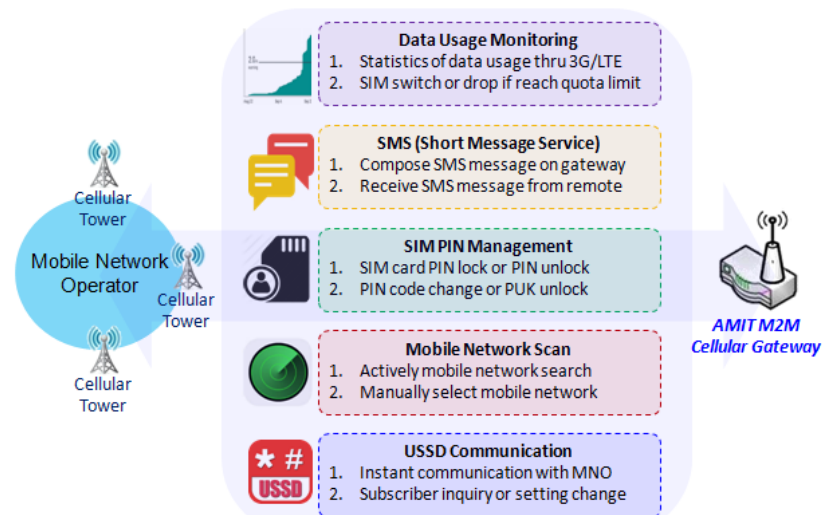 Data Usage Monitoring
1. Statistics of data usage thru 3G/LTE
2. SIM switch or drop if reach quota limit
SMS (Short Message Service)
1. Compose SMS message on gateway
2. Receive SMS message from remote
Cellular
Tower
Mobile Network
Operator
Cellular
Tower
Cellular
Tower
SIM PIN Management
1. SIM card PIN lock or PIN unlock
2. PIN code change or PUK unlock
AMIT M2M
Cellular Gateway
Mobile Network Scan
1. Actively mobile network search
2. Manually select mobile network
* #
USSD
USSD Communication
1. Instant communication with MNO
2. Subscriber inquiry or setting change